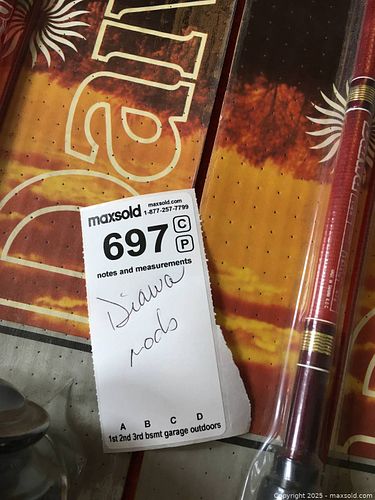 Dai
maxsold maxsold.com
1-877-257-7799
697 C
P
notes and measurements
Diawa
rods
A B C D
1st 2nd 3rd bsmt garage outdoors
Copyright 2025 - maxsold.com